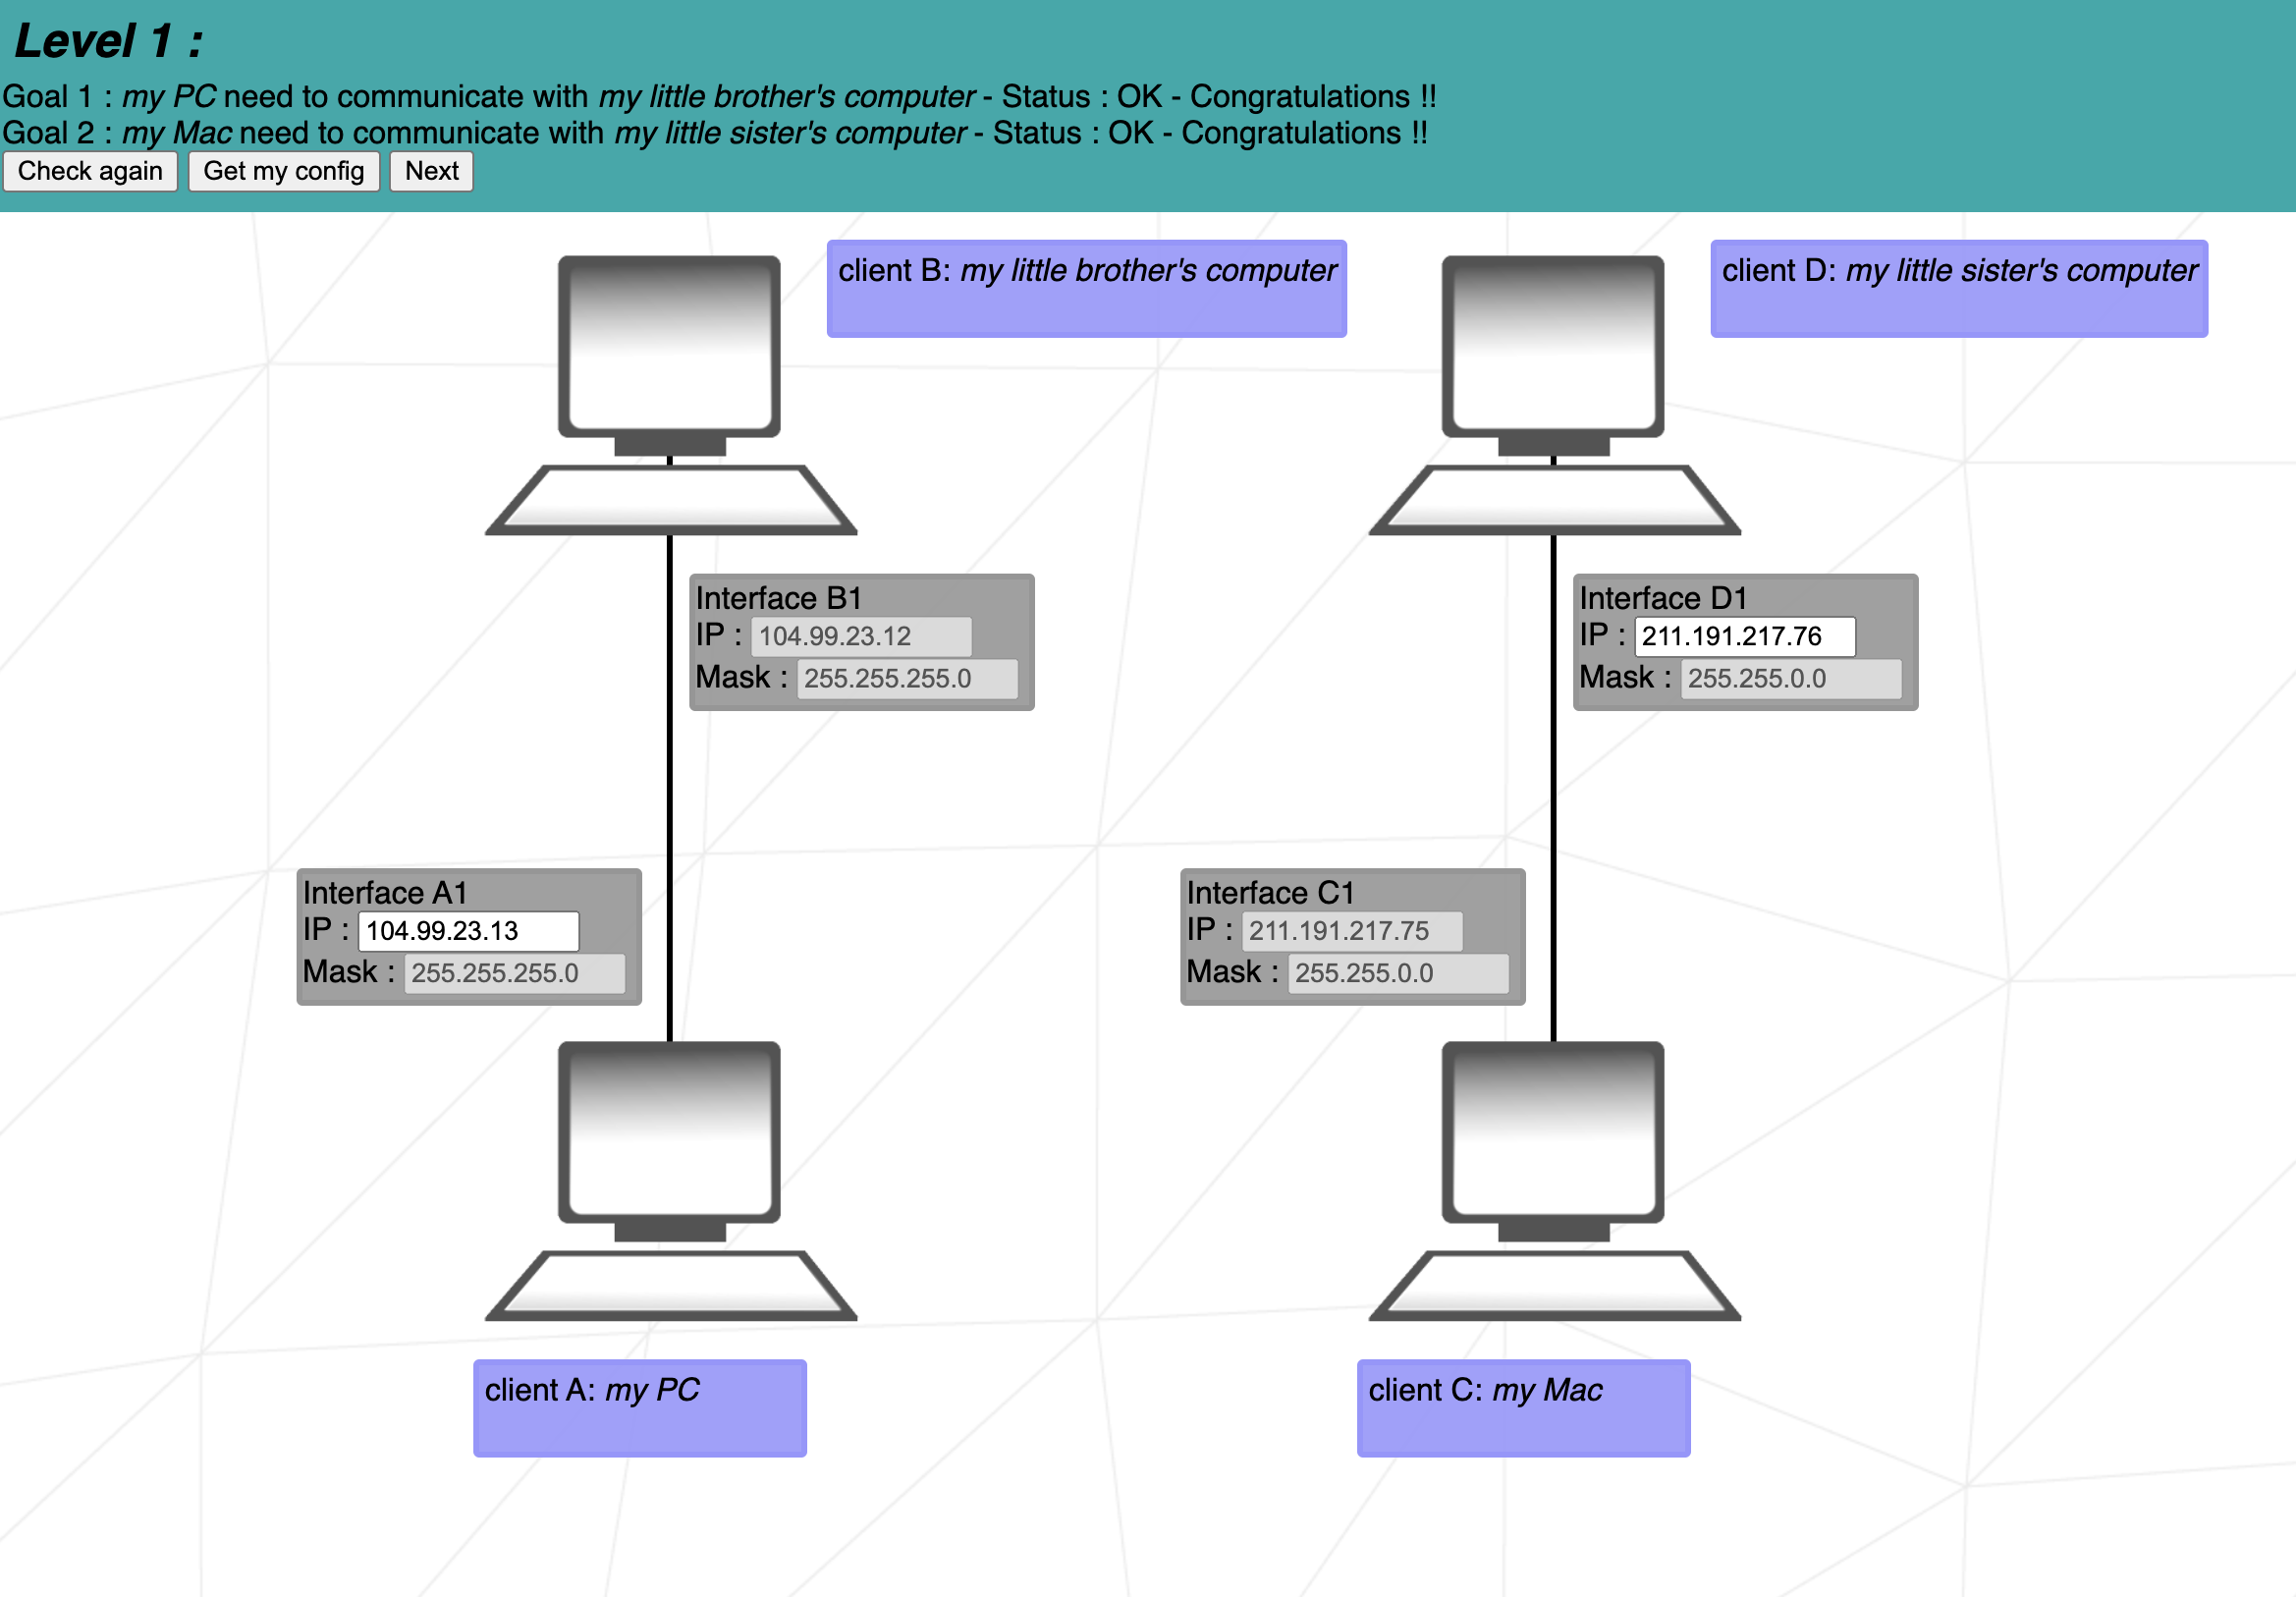 Level 1 :
Goal 1 : my PC need to communicate with my little brother's computer - Status : OK - Congratulations !!
Goal 2 : my Mac need to communicate with my little sister's computer - Status : OK - Congratulations !!
Check again Get my config Next
client B: my little brother's computer
client D: my little sister's computer
Interface B1
IP : 104.99.23.12
Mask : 255.255.255.0
Interface D1
IP : 211.191.217.76
Mask : 255.255.0.0
Interface A1
IP : 104.99.23.13
Mask : 255.255.255.0
Interface C1
IP : 211.191.217.75
Mask : 255.255.0.0
client A: my PC
client C: my Mac